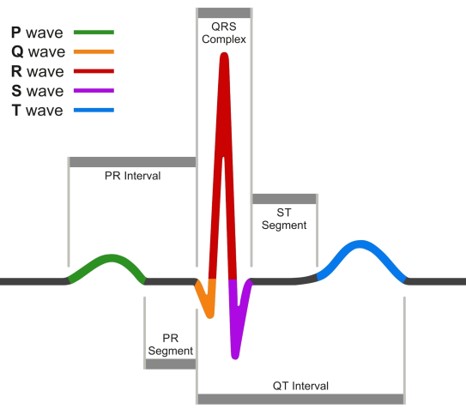 QRS
Complex
P wave
Q wave
R wave
S wave
T wave
PR Interval
ST
Segment
PR
Segment
QT Interval